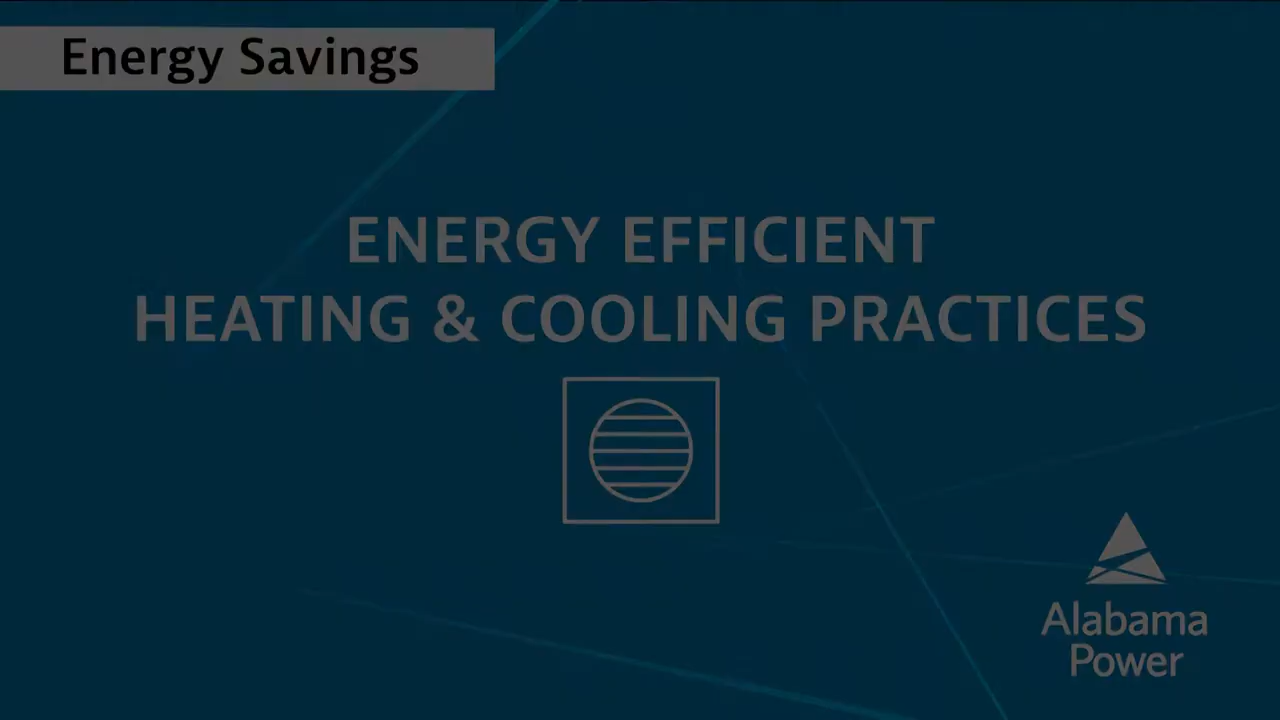 Energy Savings
ENERGY EFFICIENT
HEATING & COOLING PRACTICES
Alabama
Power